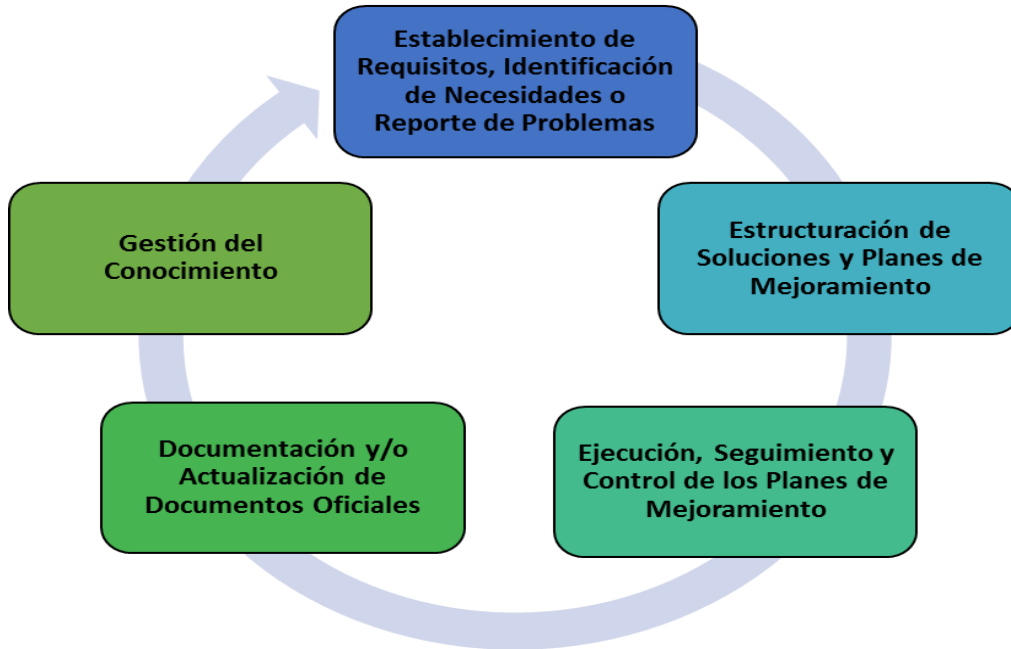 Establecimiento de
Requisitos, Identificación
de Necesidades o
Reporte de Problemas
Estructuración de
Soluciones y Planes de
Mejoramiento
Ejecución, Seguimiento y
Control de los Planes de
Mejoramiento
Documentación y/o
Actualización de
Documentos Oficiales
Gestión del
Conocimiento